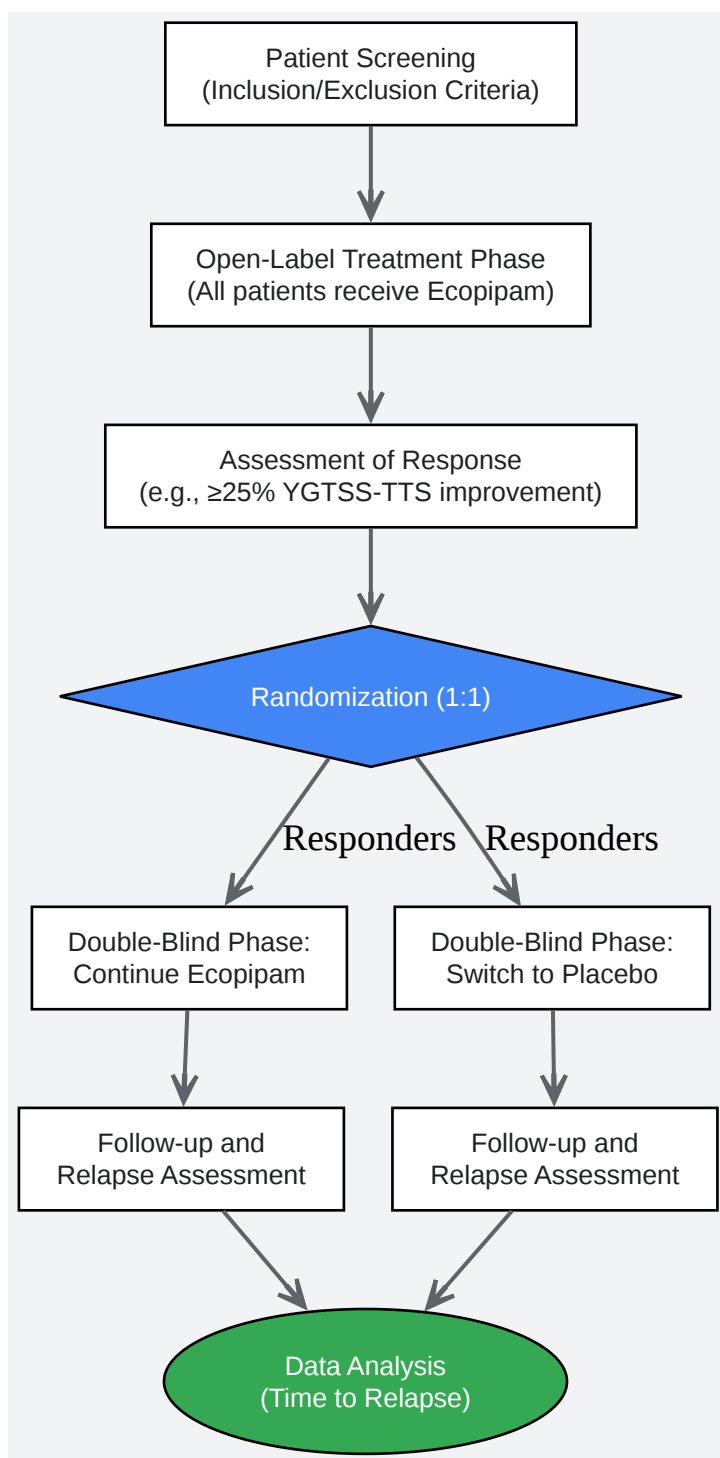 Patient Screening
(Inclusion/Exclusion Criteria)
Open-Label Treatment Phase
(All patients receive Ecopipam)
Assessment of Response
(e.g., ≥25% YGTSS-TTS improvement)
Randomization (1:1)
Responders
Responders
Double-Blind Phase:
Continue Ecopipam
Double-Blind Phase:
Switch to Placebo
Follow-up and
Relapse Assessment
Follow-up and
Relapse Assessment
Data Analysis
(Time to Relapse)